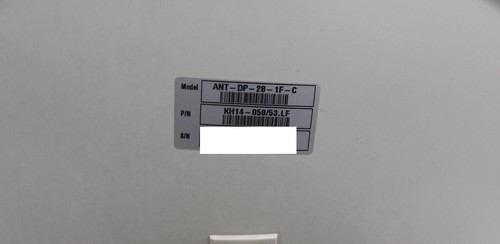 Model ANT-DP-28-1F-C
P/N KH14-058/53.LF
S/N